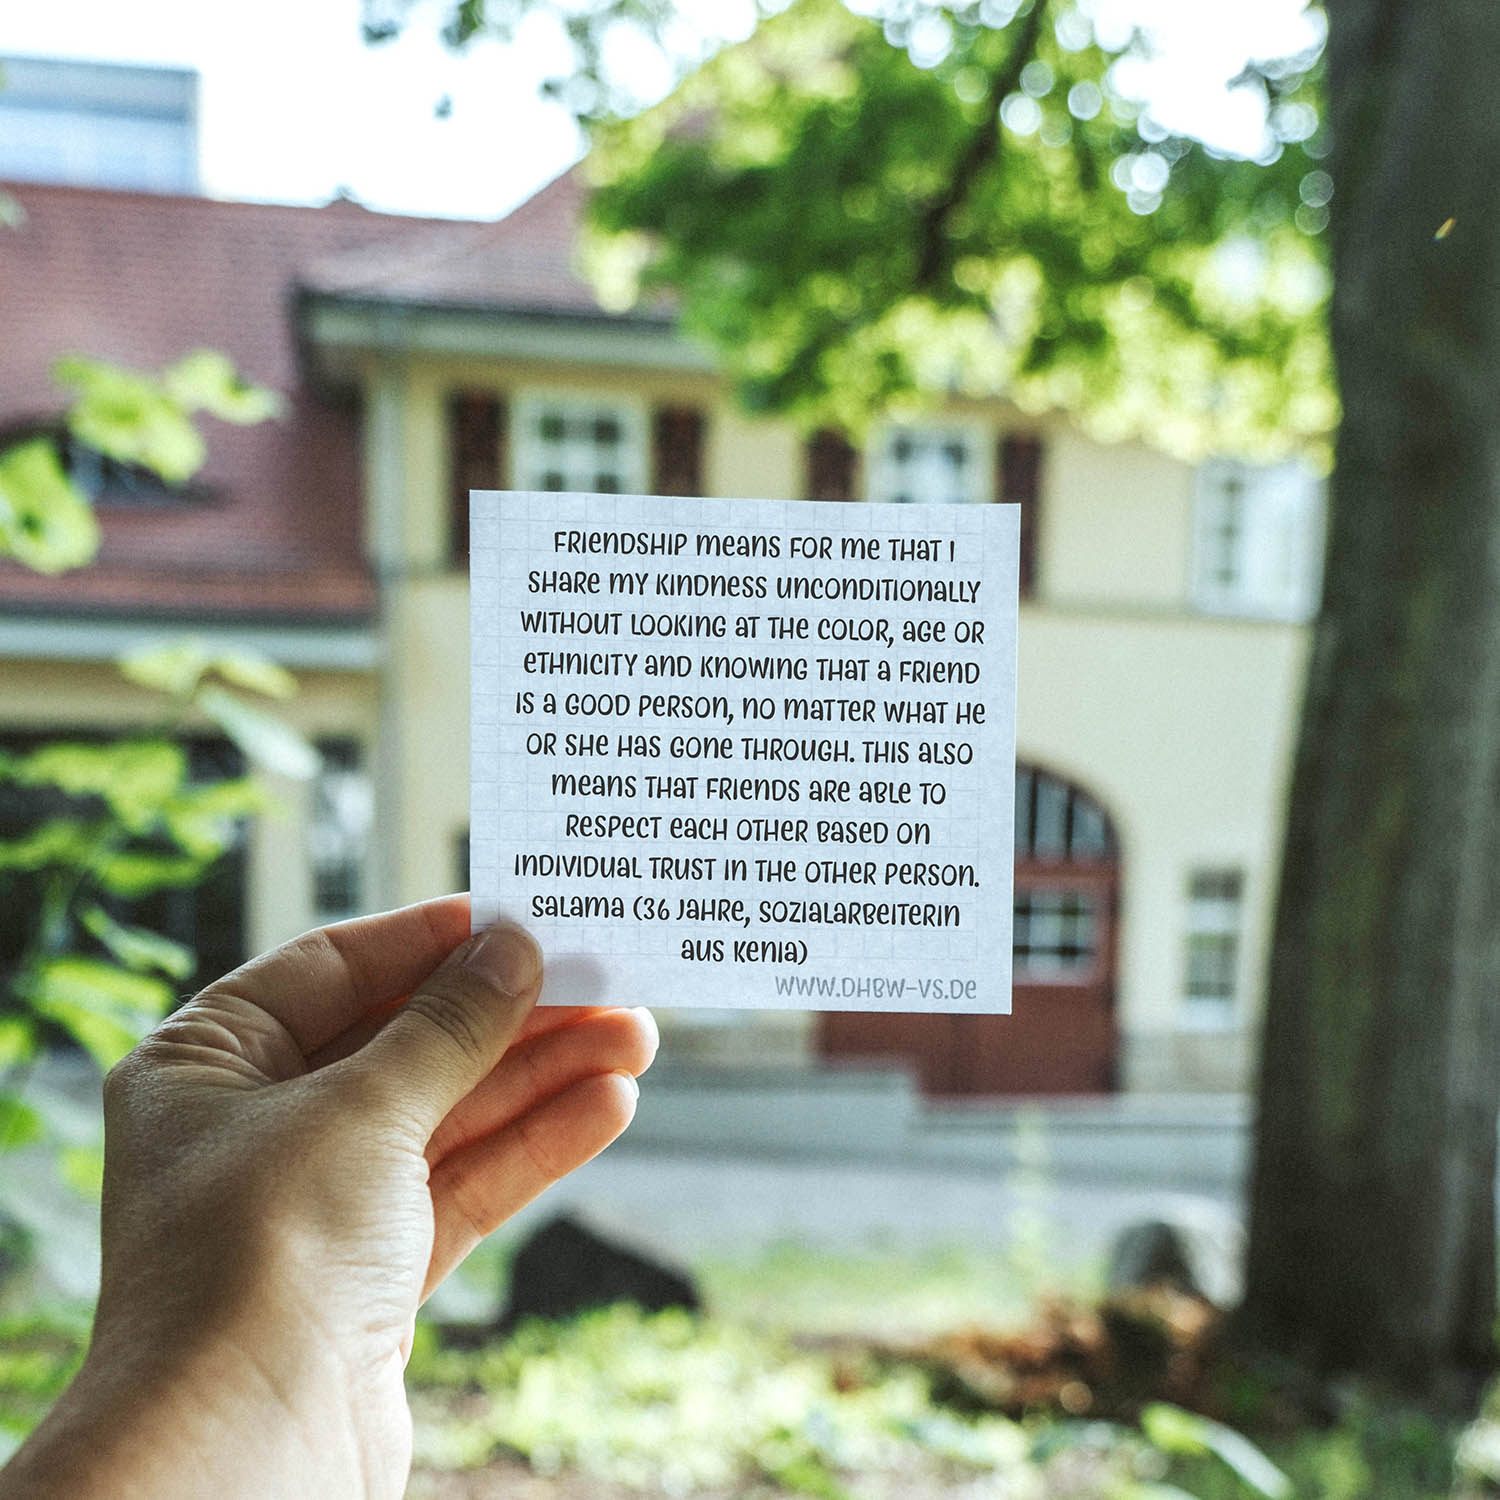 FRIENDSHIP MEANS FOR ME THAT I
SHARE MY KINDNESS UNCONDITIONALLY
WITHOUT LOOKING AT THE COLOR, AGE OR
ETHNICITY AND KNOWING THAT A FRIEND
IS A GOOD PERSON, NO MATTER WHAT HE
OR SHE HAS GONE THROUGH. THIS ALSO
MEANS THAT FRIENDS ARE ABLE TO
RESPECT EACH OTHER BASED ON
INDIVIDUAL TRUST IN THE OTHER PERSON.
SALAMA (36 JAHRE, SOZIALARBEITERIN
AUS KENIA)
WWW.DHBW-VS.DE